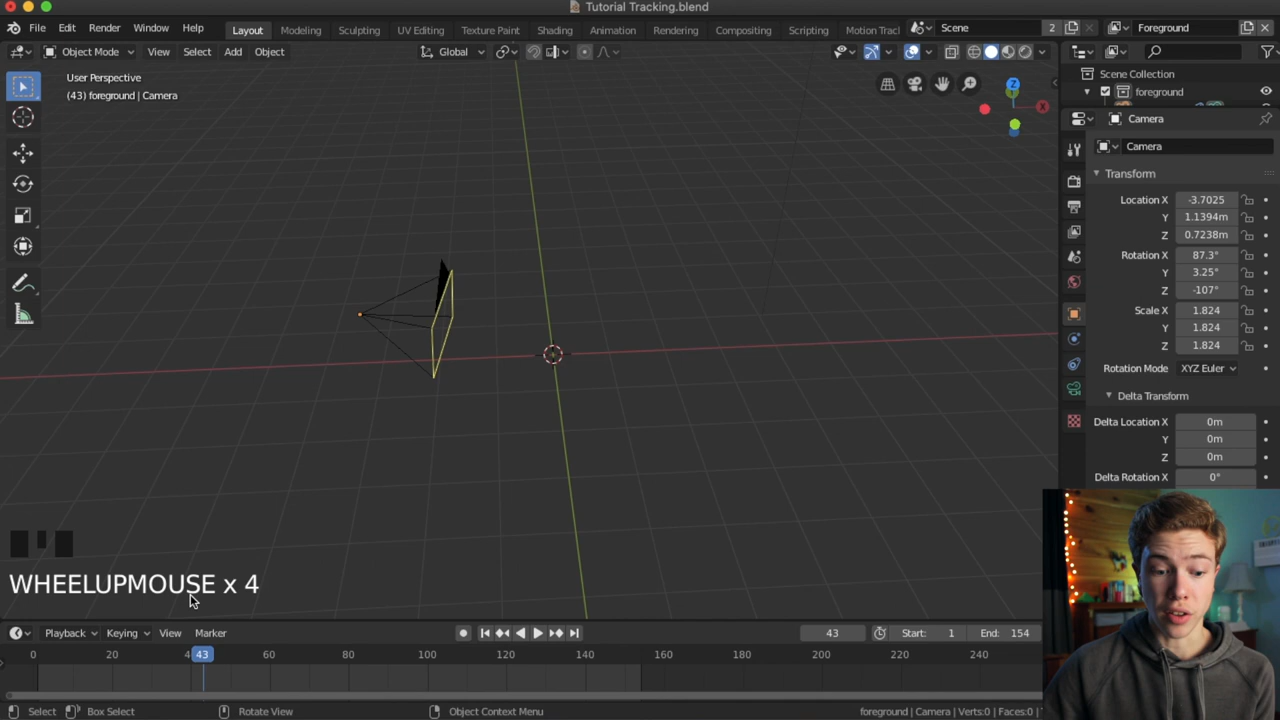 Tutorial Tracking.blend
File Edit Render Window Help Layout Modeling Sculpting UV Editing Texture Paint Shading Animation Rendering Compositing Scripting Motion Tracl Scene 2 Foreground
Object Mode View Select Add Object Global
User Perspective
(43) foreground | Camera
Z
X
Scene Collection
foreground
Camera
Camera
Transform
Location X -3.7025
Y 1.1394m
Z 0.7238m
Rotation X 87.3°
Y 3.25°
Z -107°
Scale X 1.824
Y 1.824
Z 1.824
Rotation Mode XYZ Euler
Delta Transform
Delta Location X 0m
Y 0m
Z 0m
Delta Rotation X 0°
WHEELUPMOUSE x 4
Playback Keying View Marker 43 Start: 1 End: 154
0 20 4 43 60 80 100 120 140 160 180 200 220 240
Select Box Select Rotate View Object Context Menu foreground | Camera | Verts:0 | Faces:0 |